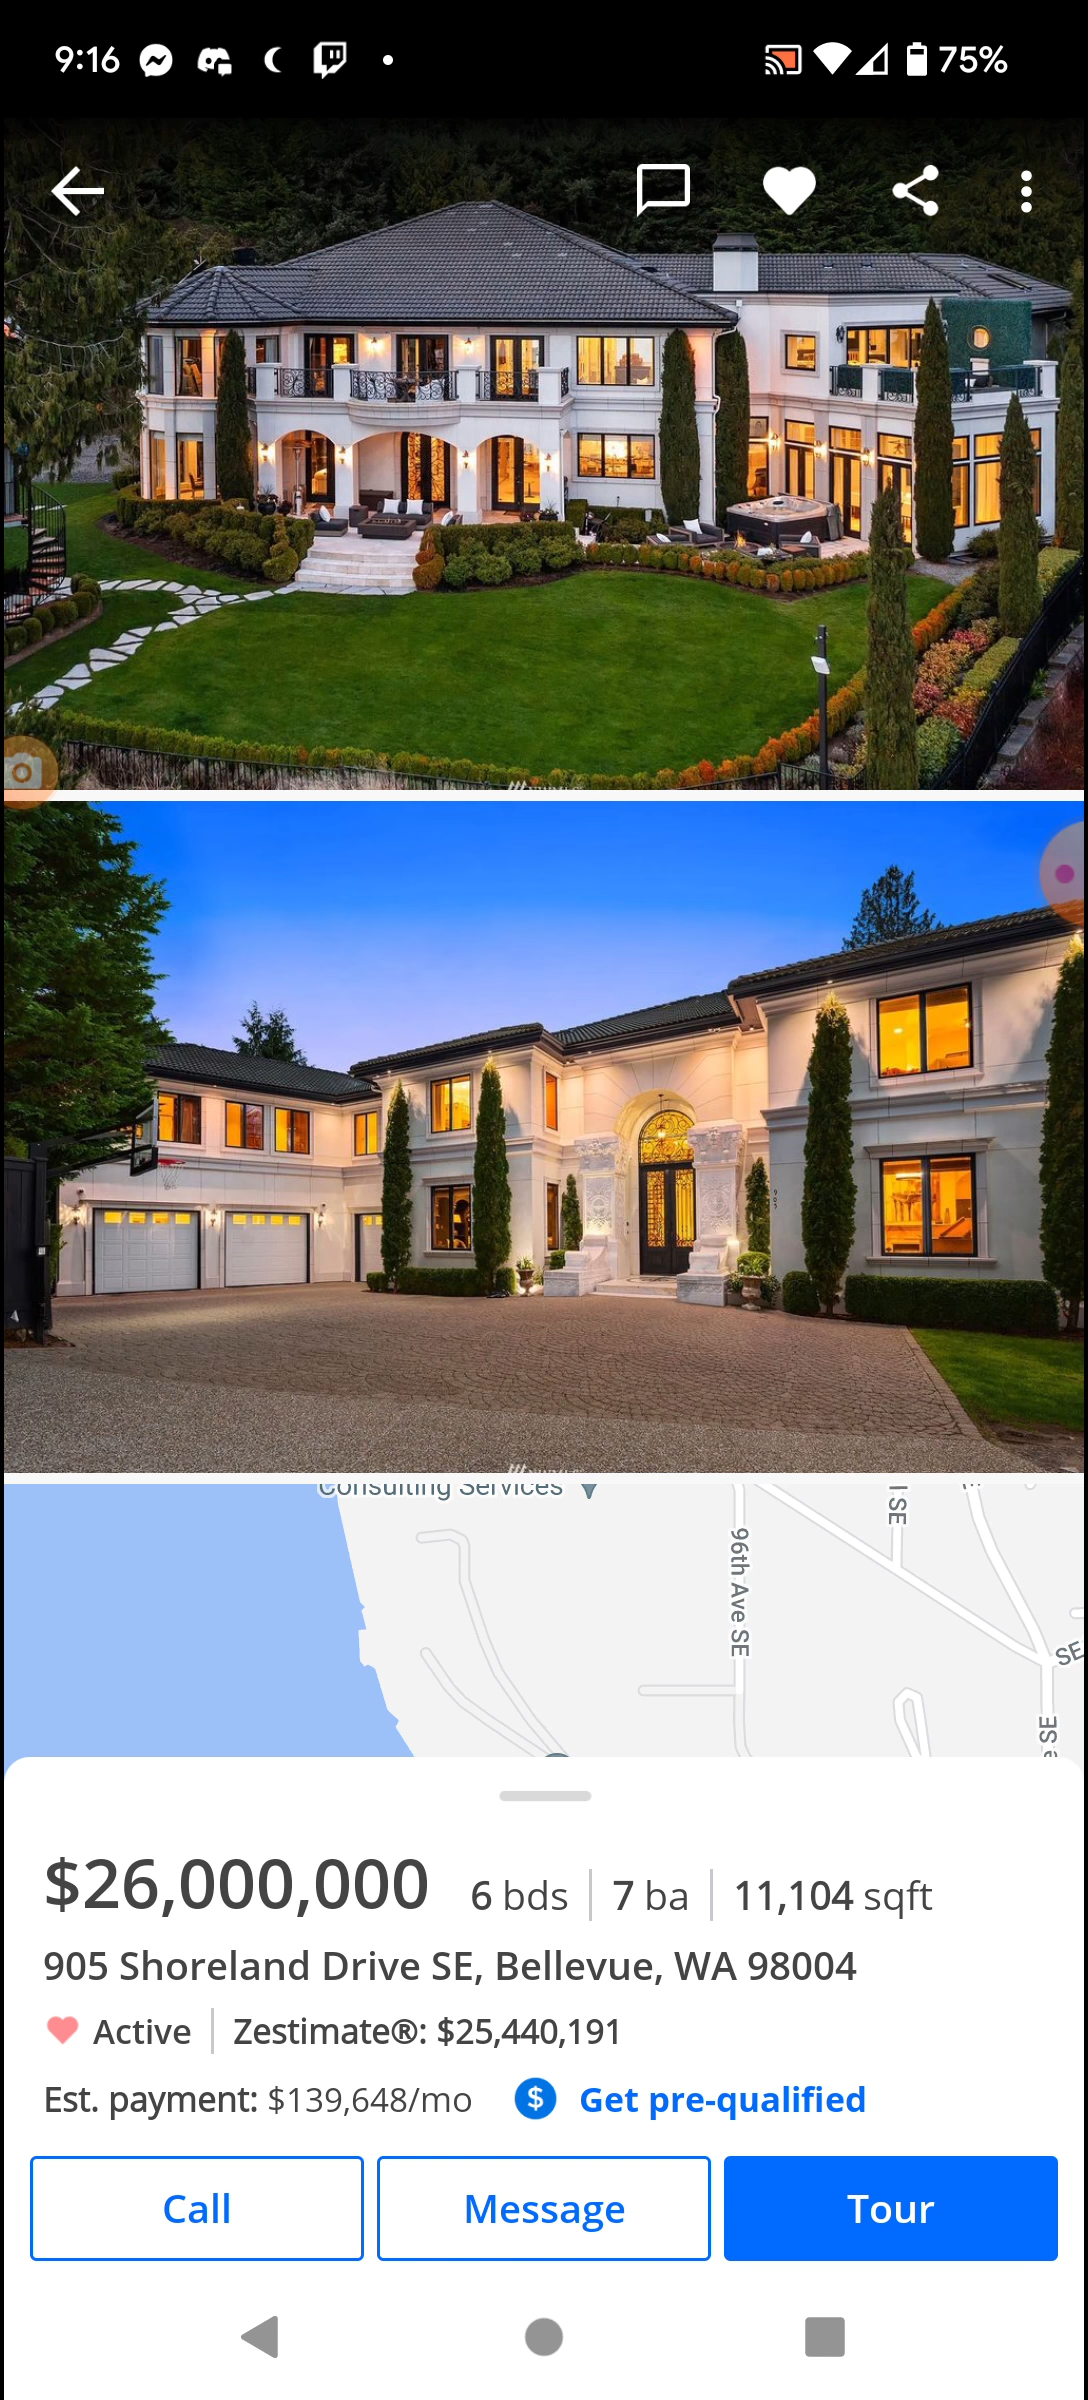 9:16
75%
905
Consulting Services
96th Ave SE
SE
SE
SE
$26,000,000
6 bds
7 ba
11,104 sqft
905 Shoreland Drive SE, Bellevue, WA 98004
Active
Zestimate®: $25,440,191
Est. payment: $139,648/mo
$
Get pre-qualified
Call
Message
Tour